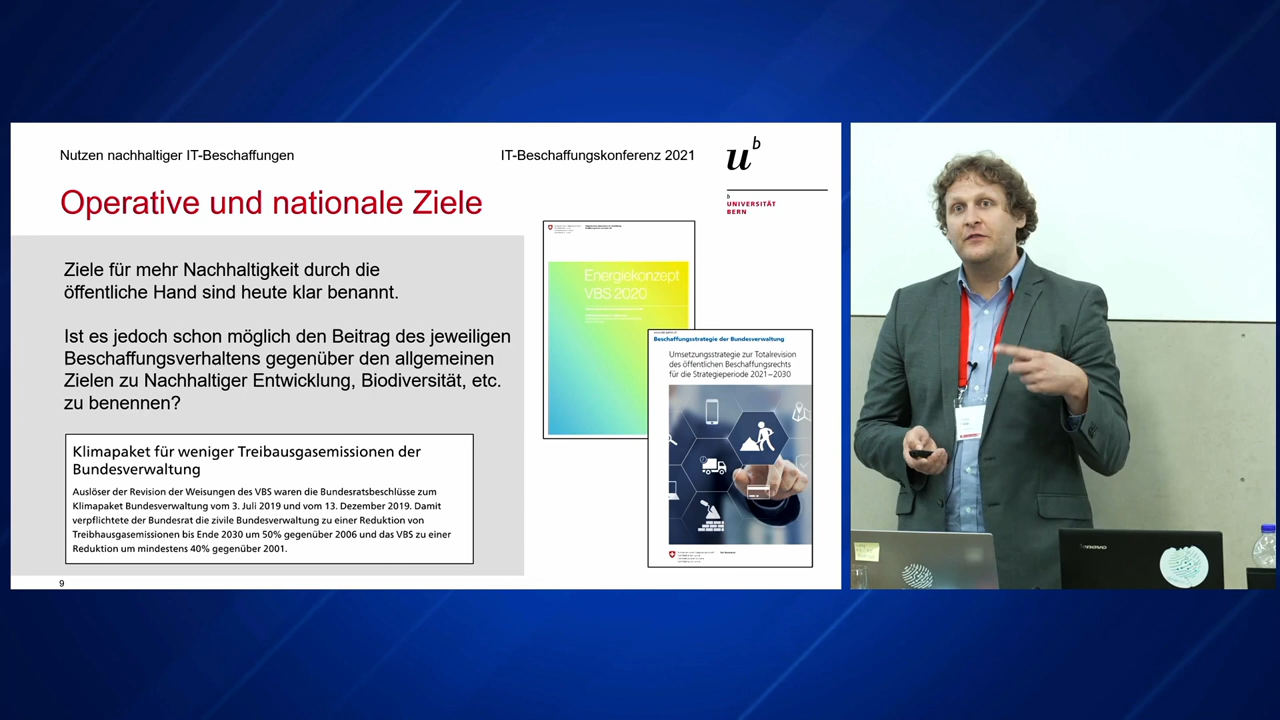 Nutzen nachhaltiger IT-Beschaffungen
IT-Beschaffungskonferenz 2021
u
b
b
UNIVERSITÄT
BERN
Operative und nationale Ziele
Ziele für mehr Nachhaltigkeit durch die
öffentliche Hand sind heute klar benannt.
Ist es jedoch schon möglich den Beitrag des jeweiligen
Beschaffungsverhaltens gegenüber den allgemeinen
Zielen zu Nachhaltiger Entwicklung, Biodiversität, etc.
zu benennen?
Klimapaket für weniger Treibausgasemissionen der
Bundesverwaltung
Auslöser der Revision der Weisungen des VBS waren die Bundesratsbeschlüsse zum
Klimapaket Bundesverwaltung vom 3. Juli 2019 und vom 13. Dezember 2019. Damit
verpflichtete der Bundesrat die zivile Bundesverwaltung zu einer Reduktion von
Treibhausgasemissionen bis Ende 2030 um 50% gegenüber 2006 und das VBS zu einer
Reduktion um mindestens 40% gegenüber 2001.
9
Energiekonzept
VBS 2020
Beschaffungsstrategie der Bundesverwaltung
Umsetzungsstrategie zur Totalrevision
des öffentlichen Beschaffungsrechts
für die Strategieperiode 2021–2030
lenovo